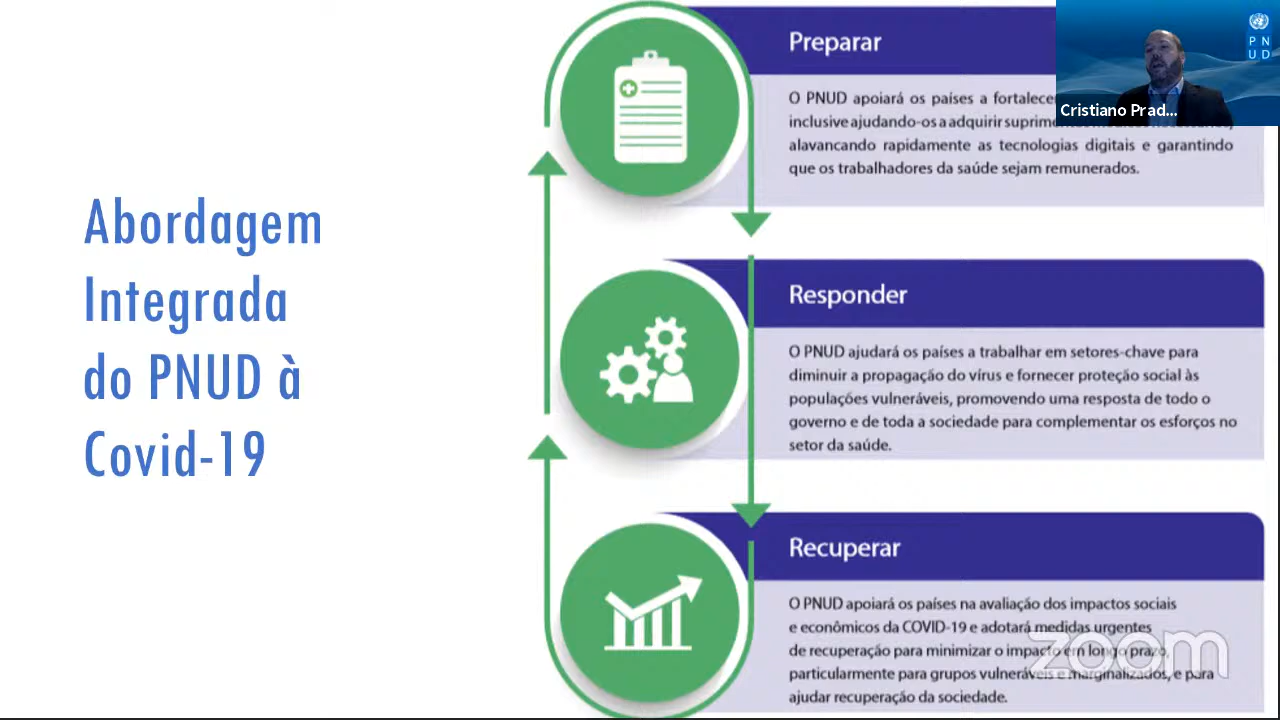 Abordagem
Integrada
do PNUD à
Covid-19
Preparar
O PNUD apoiará os países a fortalecer
inclusive ajudando-os a adquirir
alavancando rapidamente as tecnologias digitais e garantindo
que os trabalhadores da saúde sejam remunerados.
Responder
O PNUD ajudará os países a trabalhar em setores-chave para
diminuir a propagação do vírus e fornecer proteção social às
populações vulneráveis, promovendo uma resposta de todo o
governo e de toda a sociedade para complementar os esforços no
setor da saúde.
Recuperar
O PNUD apoiará os países na avaliação dos impactos sociais
e econômicos da COVID-19 e adotará medidas urgentes
de recuperação para minimizar o impacto em longo prazo,
particularmente para grupos vulneráveis e marginalizados, e para
ajudar recuperação da sociedade.
Cristiano Prad...
P N
U D
zoom